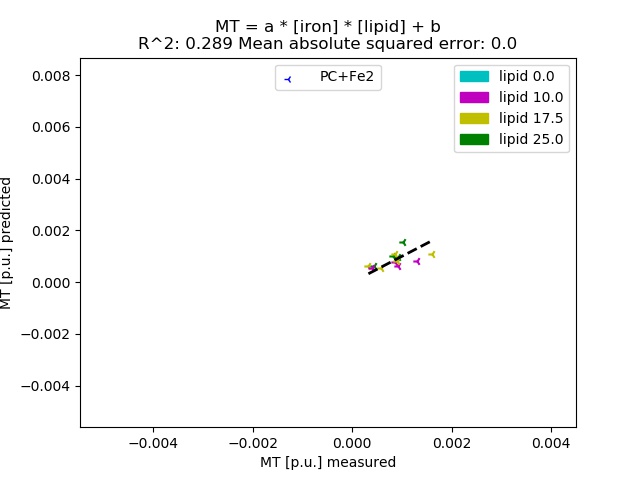 MT = a * [iron] * [lipid] + b
R^2: 0.289 Mean absolute squared error: 0.0
PC+Fe2
lipid 0.0
lipid 10.0
lipid 17.5
lipid 25.0
MT [p.u.] predicted
0.008
0.006
0.004
0.002
0.000
−0.002
−0.004
−0.004
−0.002
0.000
0.002
0.004
MT [p.u.] measured